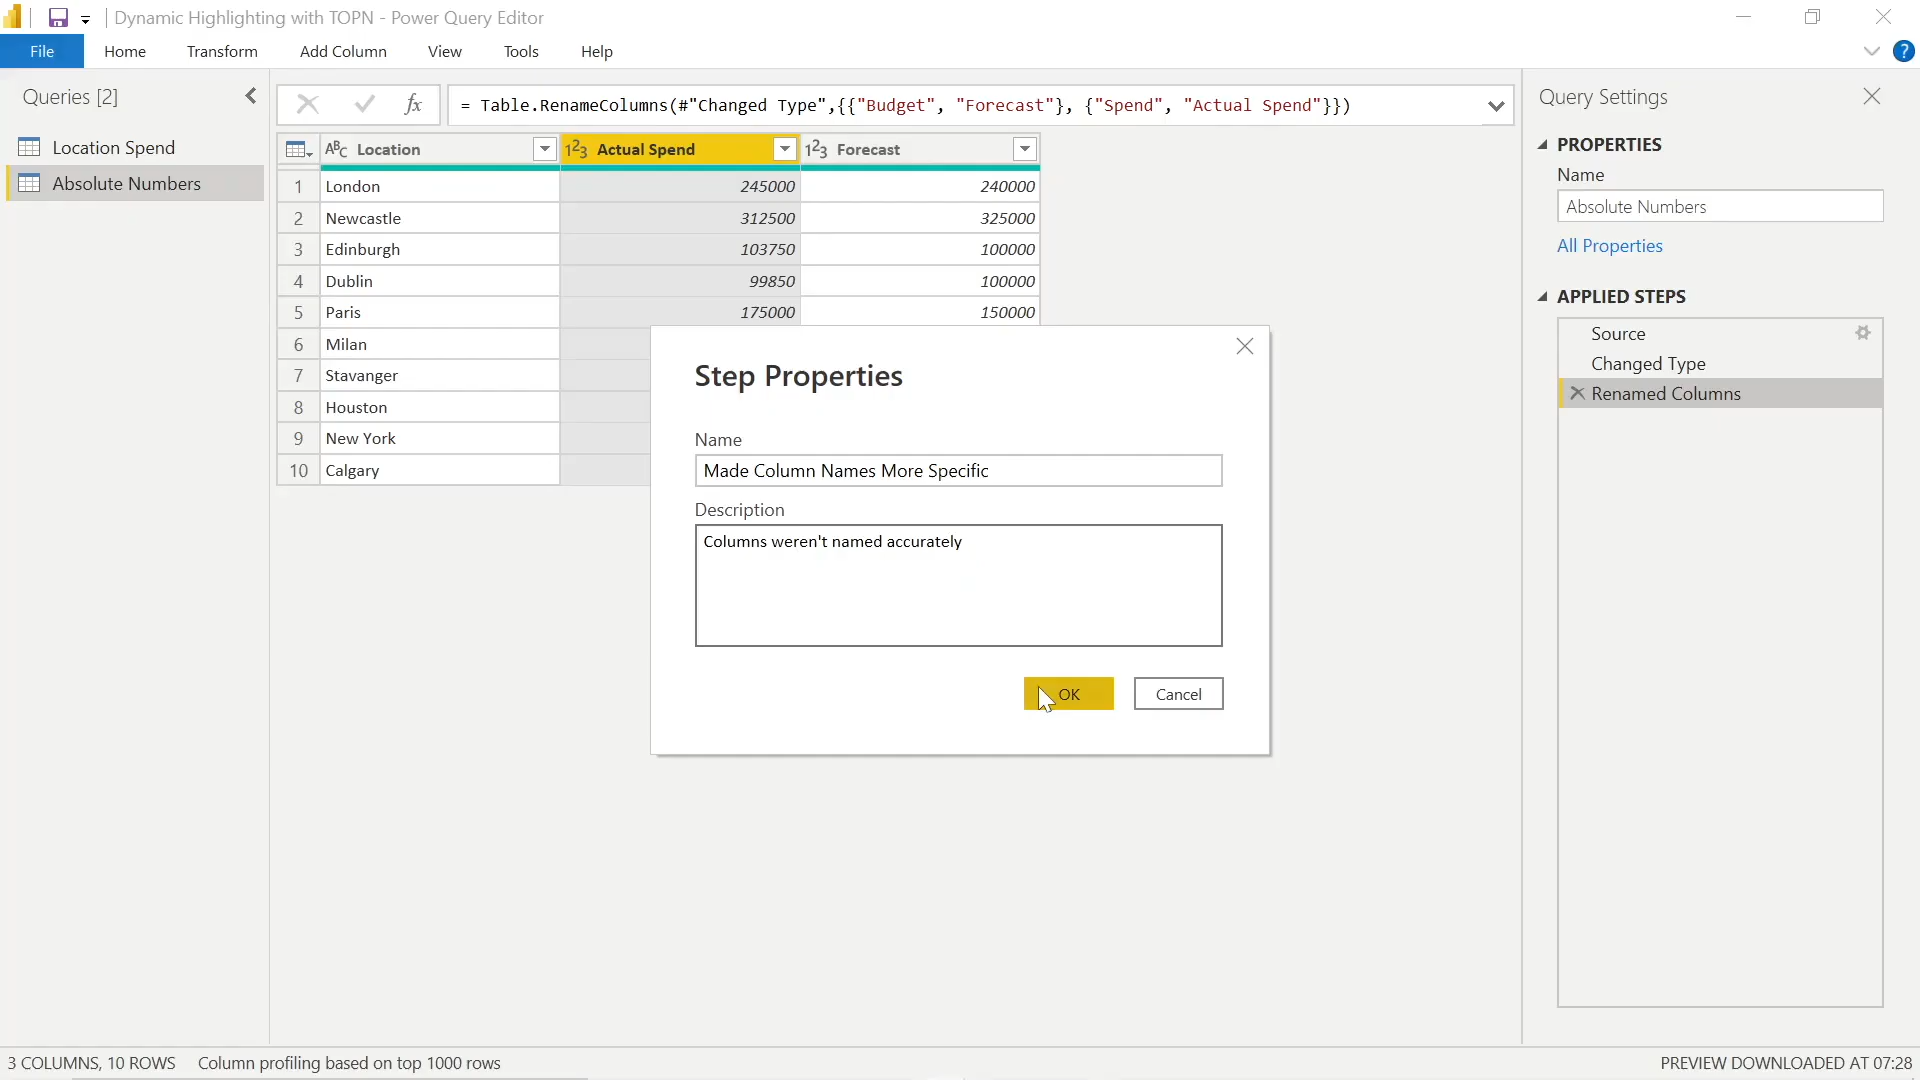 Dynamic Highlighting with TOPN - Power Query Editor
File Home Transform Add Column View Tools Help ?
Queries [2]
Location Spend
Absolute Numbers
fx = Table.RenameColumns(#"Changed Type",{{"Budget", "Forecast"}, {"Spend", "Actual Spend"}})
ABC Location 123 Actual Spend 123 Forecast
1 London 245000 240000
2 Newcastle 312500 325000
3 Edinburgh 103750 100000
4 Dublin 99850 100000
5 Paris 175000 150000
6 Milan
7 Stavanger
8 Houston
9 New York
10 Calgary
Step Properties
Name
Made Column Names More Specific
Description
Columns weren't named accurately
OK Cancel
Query Settings
PROPERTIES
Name
Absolute Numbers
All Properties
APPLIED STEPS
Source
Changed Type
Renamed Columns
3 COLUMNS, 10 ROWS Column profiling based on top 1000 rows PREVIEW DOWNLOADED AT 07:28